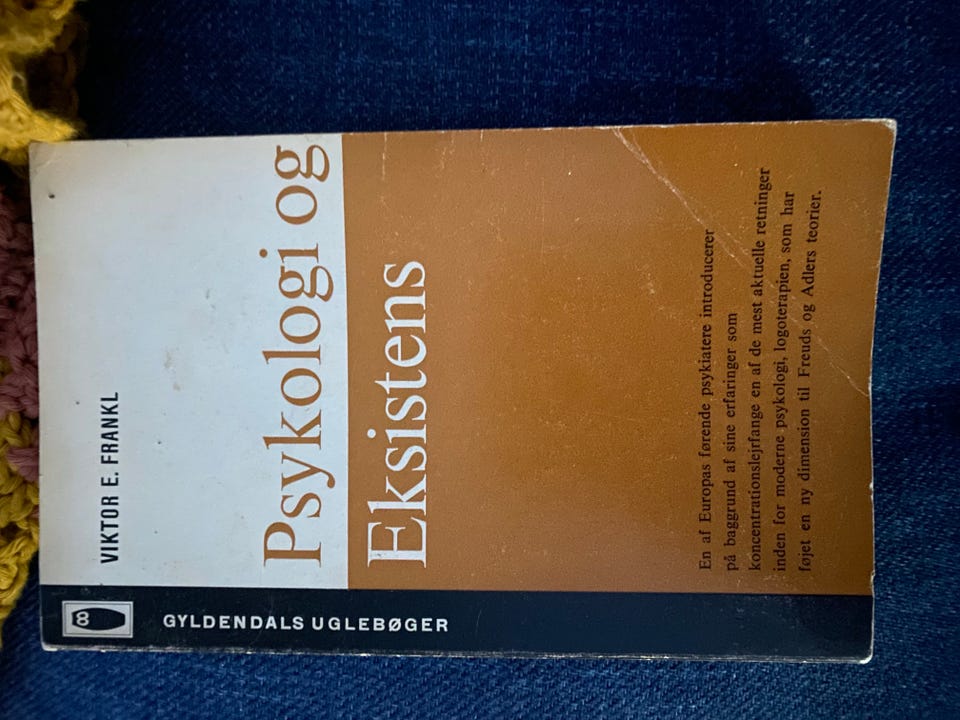 VIKTOR E. FRANKL
Psykologi og
Eksistens
En af Europas førende psykiatere introducerer
på baggrund af sine erfaringer som
koncentrationslejrfange en af de mest aktuelle retninger
inden for moderne psykologi, logoterapien, som har
føjet en ny dimension til Freuds og Adlers teorier.
GYLDENDALS UGLEBØGER